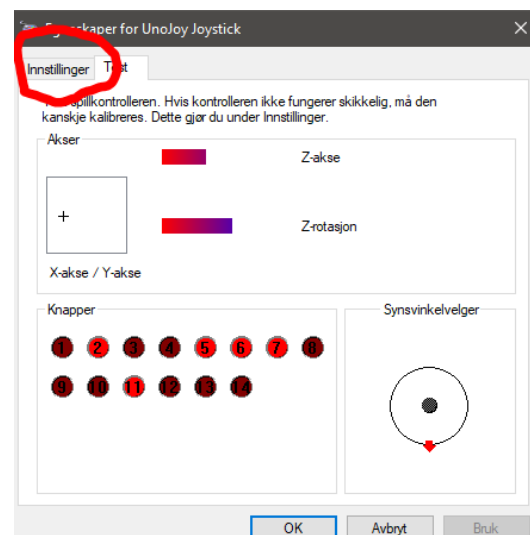 for UnoJoy Joystick
Innstillinger
spillkontrolleren. Hvis kontrolleren ikke fungerer skikkelig, må den
kanskje kalibreres. Dette gjør du under Innstillinger.
Akser
Z-akse
Z-rotasjon
X-akse / Y-akse
Knapper
1 2 3 4 5 6 7 8
9 10 11 12 13 14
Synsvinkelvelger
OK
Avbryt
Bruk